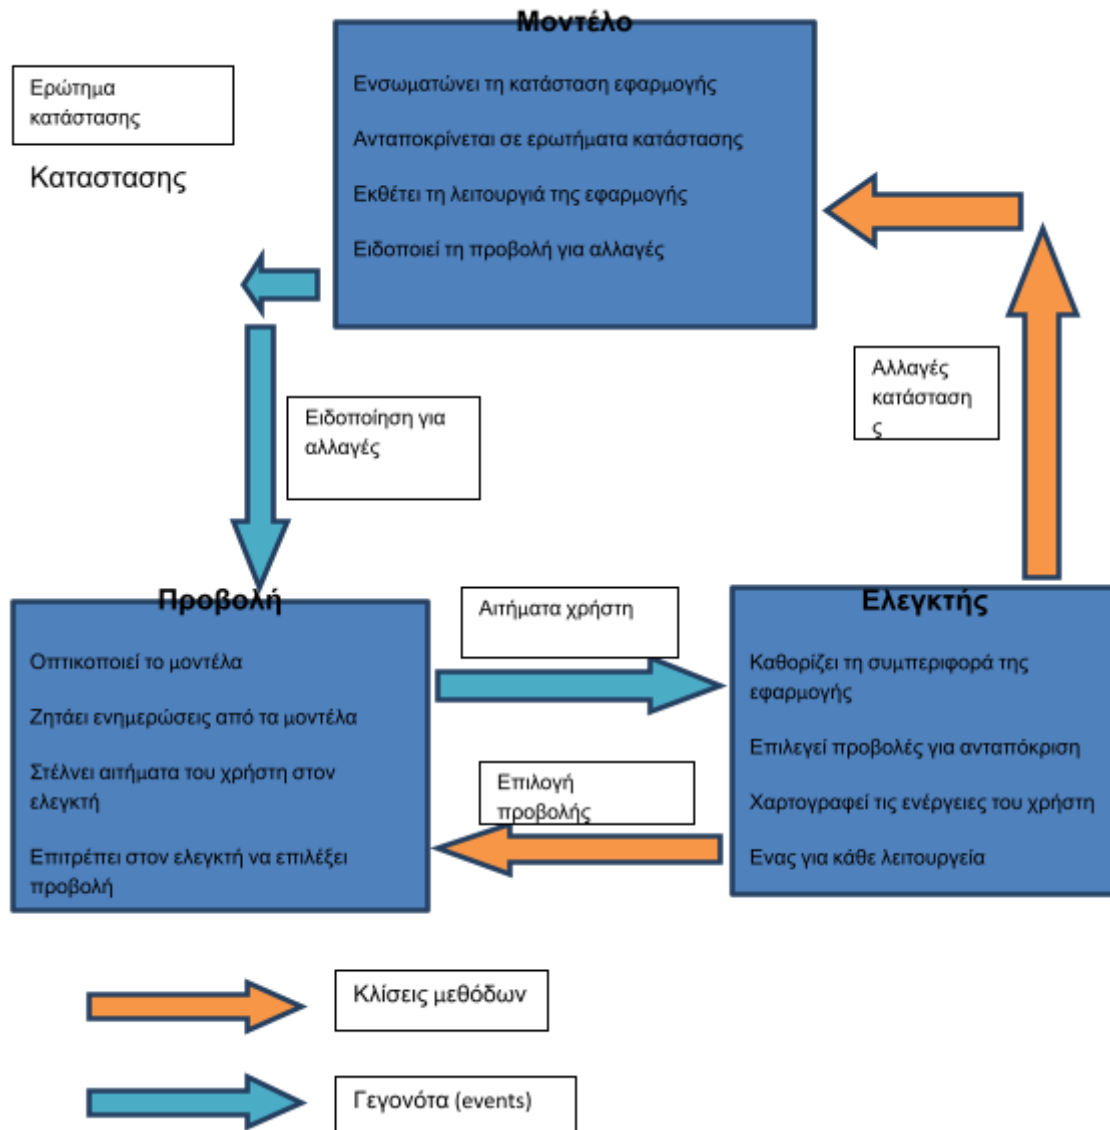 Μοντέλο
Ερώτημα
κατάστασης
Καταστασης
Ενσωματώνει τη κατάσταση εφαρμογής
Ανταποκρίνεται σε ερωτήματα κατάστασης
Εκθέτει τη λειτουργιά της εφαρμογής
Ειδοποιεί τη προβολή για αλλαγές
Αλλαγές
κατάσταση
ς
Ειδοποίηση για
αλλαγές
Προβολή
Οπτικοποιεί το μοντέλα
Ζητάει ενημερώσεις από τα μοντέλα
Στέλνει αιτήματα του χρήστη στον
ελεγκτή
Επιτρέπει στον ελεγκτή να επιλέξει
προβολή
Αιτήματα χρήστη
Επιλογή
προβολής
Ελεγκτής
Καθορίζει τη συμπεριφορά της
εφαρμογής
Επιλεγεί προβολές για ανταπόκριση
Χαρτογραφεί τις ενέργειες του χρήστη
Ενας για κάθε λειτουργεία
Κλίσεις μεθόδων
Γεγονότα (events)